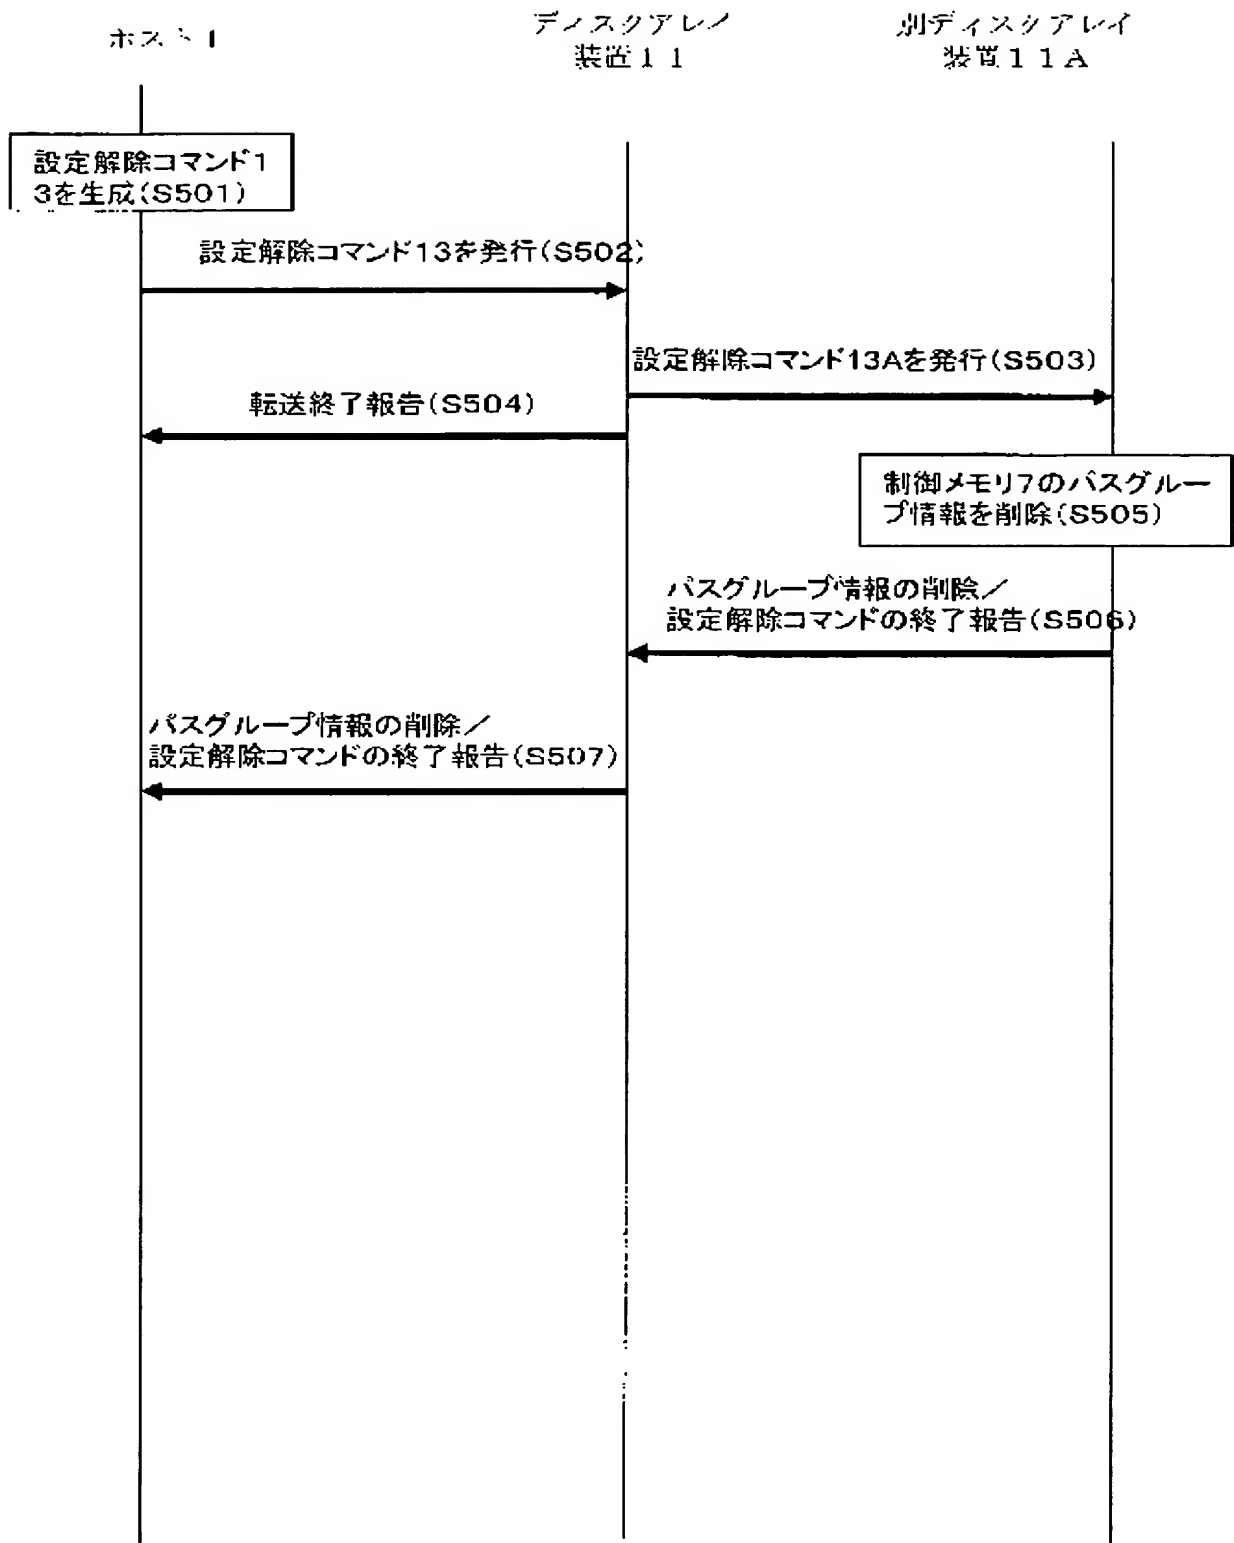 ホスト1
ディスクアレイ
装置11
別ディスクアレイ
装置11A
設定解除コマンド1
3を生成(S501)
設定解除コマンド13を発行(S502)
設定解除コマンド13Aを発行(S503)
転送終了報告(S504)
制御メモリ7のパスグルー
プ情報を削除(S505)
パスグループ情報の削除/
設定解除コマンドの終了報告(S506)
パスグループ情報の削除/
設定解除コマンドの終了報告(S507)